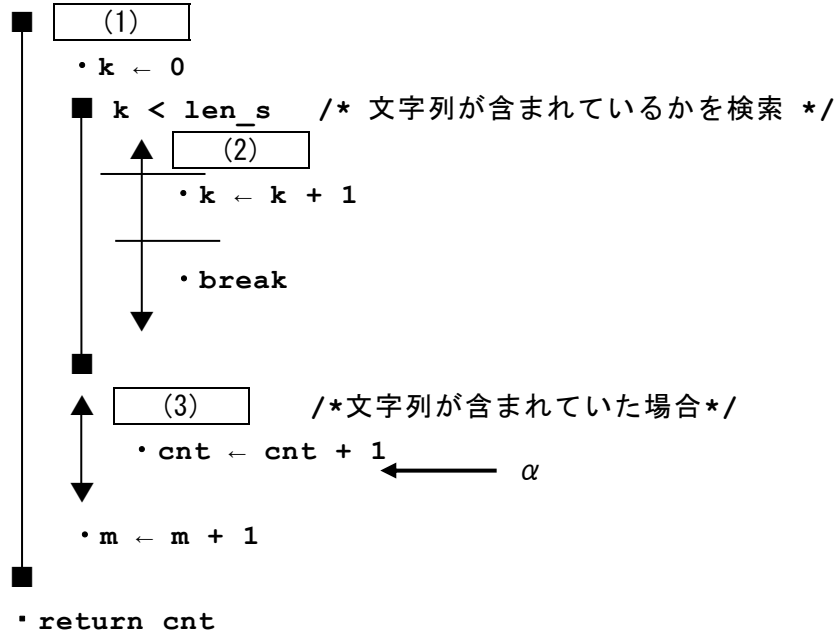 ■ (1)
・k ← 0
■ k < len_s /* 文字列が含まれているかを検索 */
(2)
・k ← k + 1
・break
■
(3) /*文字列が含まれていた場合*/
・cnt ← cnt + 1
α
・m ← m + 1
■
・return cnt